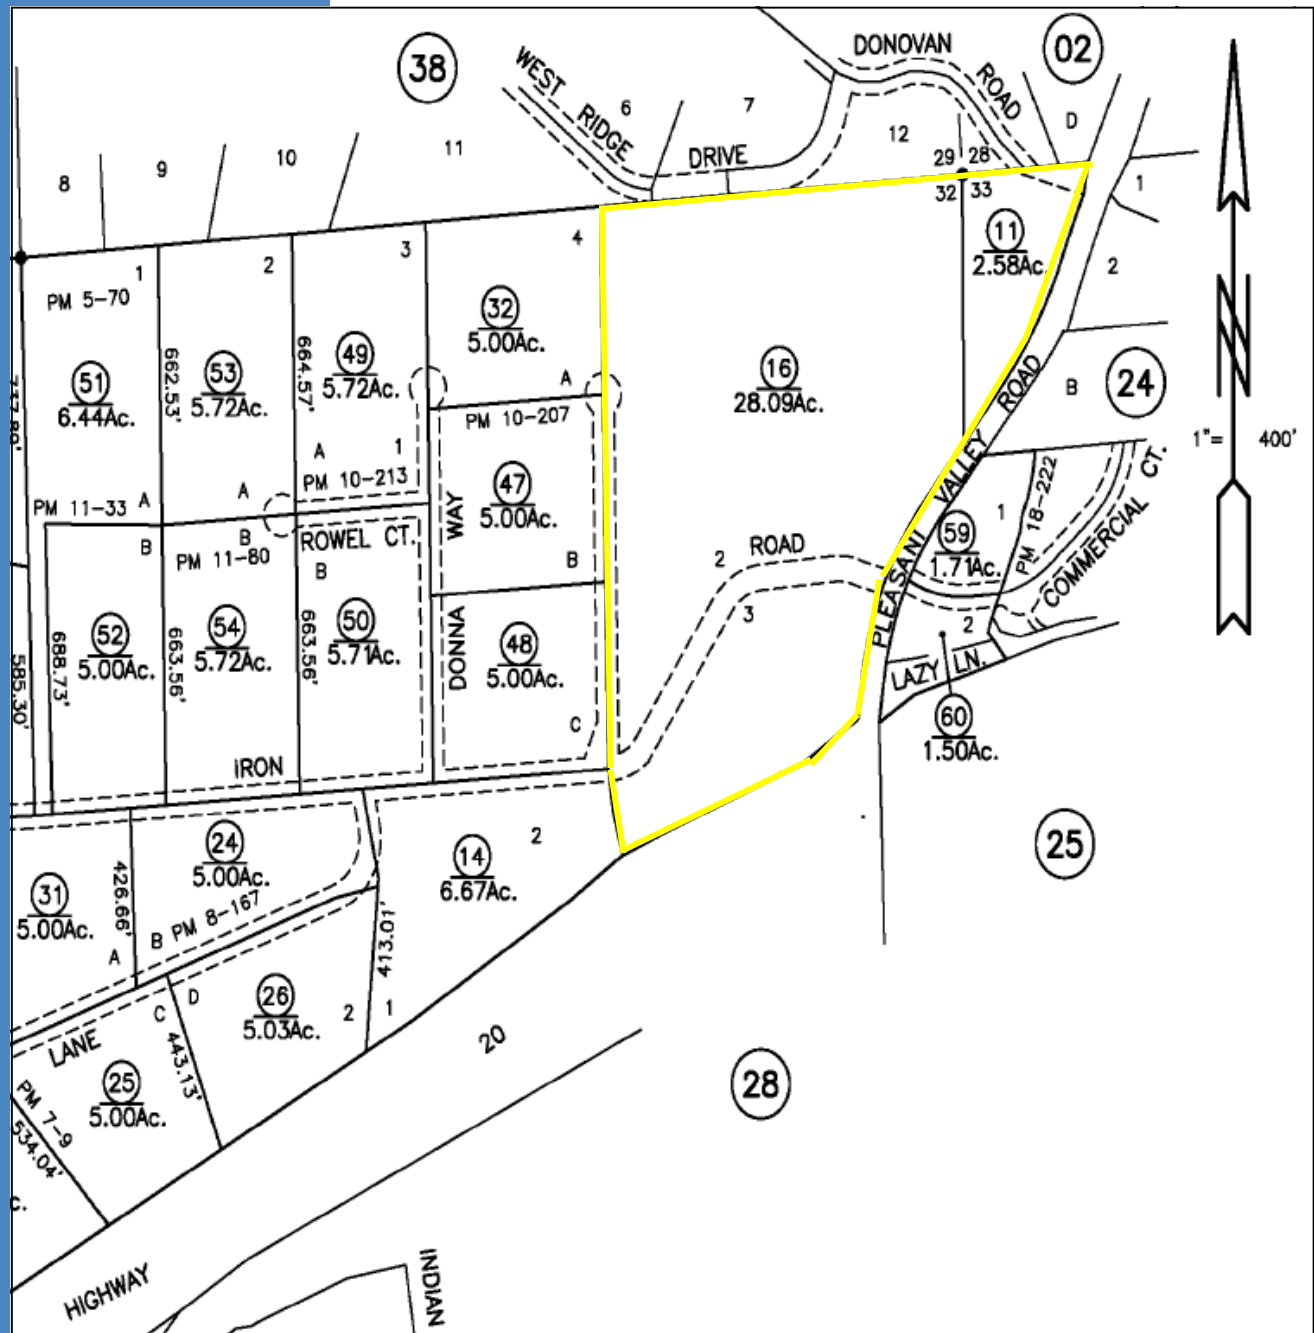 38
02
DONOVAN
ROAD
WEST
RIDGE
DRIVE
6
7
8
9
10
11
12
D
29 28
32 33
1
2
3
4
1
2
PM 5-70
11
2.58Ac.
32
5.00Ac.
51
6.44Ac.
662.53'
53
5.72Ac.
664.57'
49
5.72Ac.
16
28.09Ac.
ROAD
B
24
1"= 400'
737.89'
A
PM 10-207
A
1
PM 10-213
47
5.00Ac.
WAY
VALLEY
PLEASANT
1
PM 18-222
CT.
COMMERCIAL
PM 11-33
A
A
B
B
PM 11-80
ROWEL CT.
B
B
59
1.71Ac.
2
ROAD
3
2
LAZY LN.
60
1.50Ac.
585.30'
688.73'
52
5.00Ac.
663.56'
54
5.72Ac.
663.56'
50
5.71Ac.
DONNA
48
5.00Ac.
C
IRON
24
5.00Ac.
2
14
6.67Ac.
25
31
5.00Ac.
426.66'
A
B
PM 8-167
413.01'
C
D
26
5.03Ac.
2
1
LANE
443.13'
25
5.00Ac.
PM 7-9
534.04'
c.
20
28
HIGHWAY
INDIAN